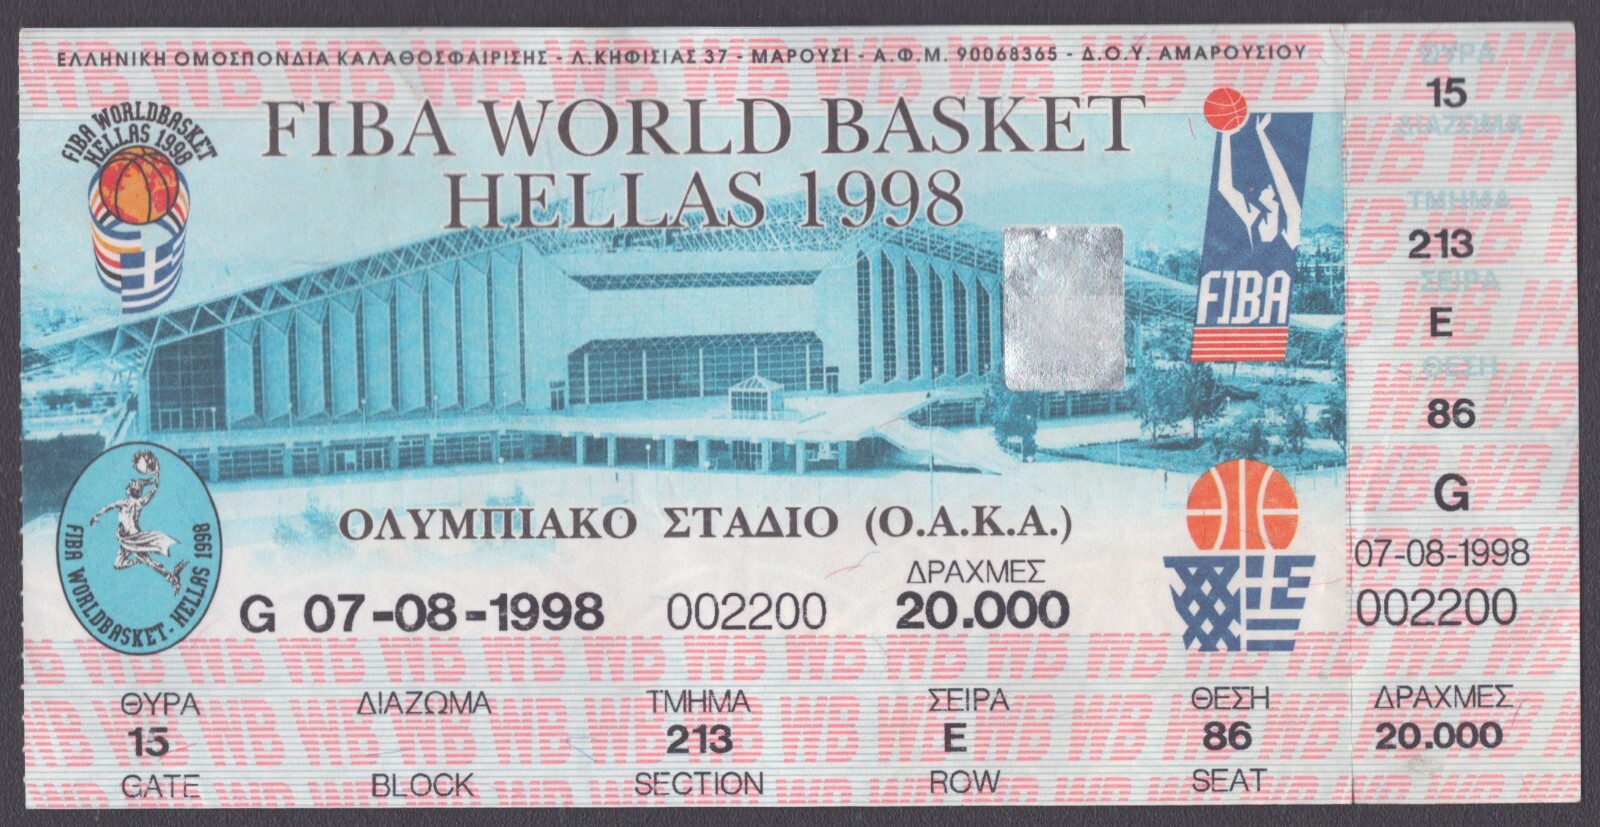 ΕΛΛΗΝΙΚΗ ΟΜΟΣΠΟΝΔΙΑ ΚΑΛΑΘΟΣΦΑΙΡΙΣΗΣ - Λ.ΚΗΦΙΣΙΑΣ 37 - ΜΑΡΟΥΣΙ - Α.Φ.Μ. 90068365 - Δ.Ο.Υ. ΑΜΑΡΟΥΣΙΟΥ
FIBA WORLD BASKET
HELLAS 1998
FIBA WORLDBASKET
HELLAS 1998
FIBA
FIBA WORLDBASKET - HELLAS 1998
ΟΛΥΜΠΙΑΚΟ ΣΤΑΔΙΟ (Ο.Α.Κ.Α.)
ΔΡΑΧΜΕΣ
G 07-08-1998 002200 20.000
ΘΥΡΑ ΔΙΑΖΩΜΑ ΤΜΗΜΑ ΣΕΙΡΑ ΘΕΣΗ
15 213 E 86
GATE BLOCK SECTION ROW SEAT
ΘΥΡΑ
15
ΔΙΑΖΩΜΑ
ΤΜΗΜΑ
213
ΣΕΙΡΑ
E
ΘΕΣΗ
86
G
07-08-1998
002200
ΔΡΑΧΜΕΣ
20.000